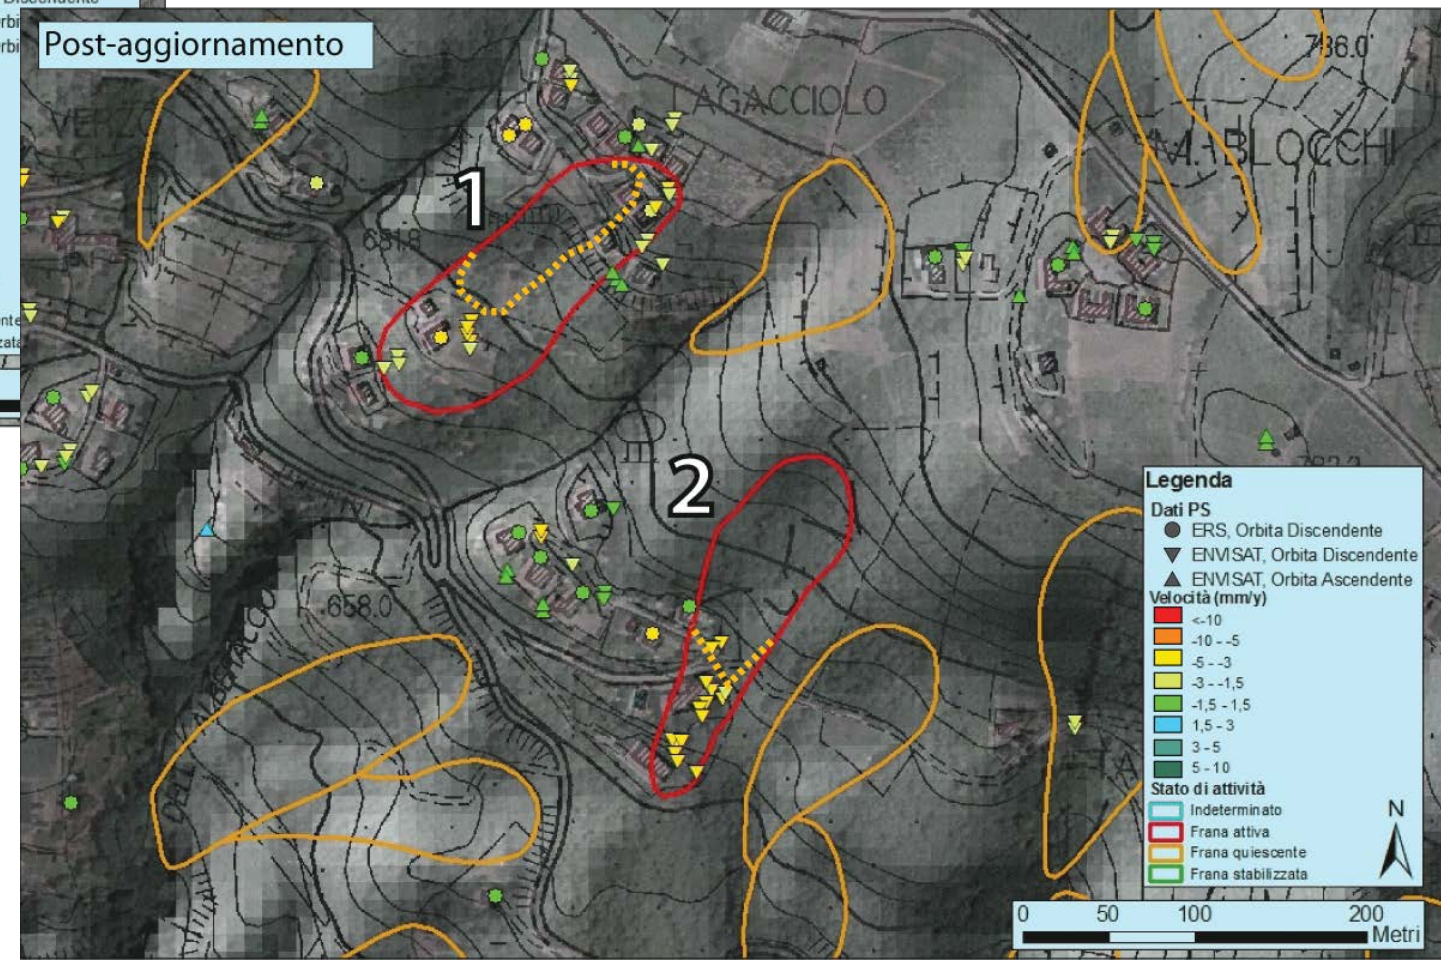 Discendente
Post-aggiornamento
786.0
LAGACCIOLO
M. BLOCCHI
1
2
658.0
Legenda
Dati PS
ERS, Orbita Discendente
ENVISAT, Orbita Discendente
ENVISAT, Orbita Ascendente
Velocità (mm/y)
<-10
-10 - -5
-5 - -3
-3 - -1,5
-1,5 - 1,5
1,5 - 3
3 - 5
5 - 10
Stato di attività
Indeterminato
Frana attiva
Frana quiescente
Frana stabilizzata
N
0 50 100 200
Metri